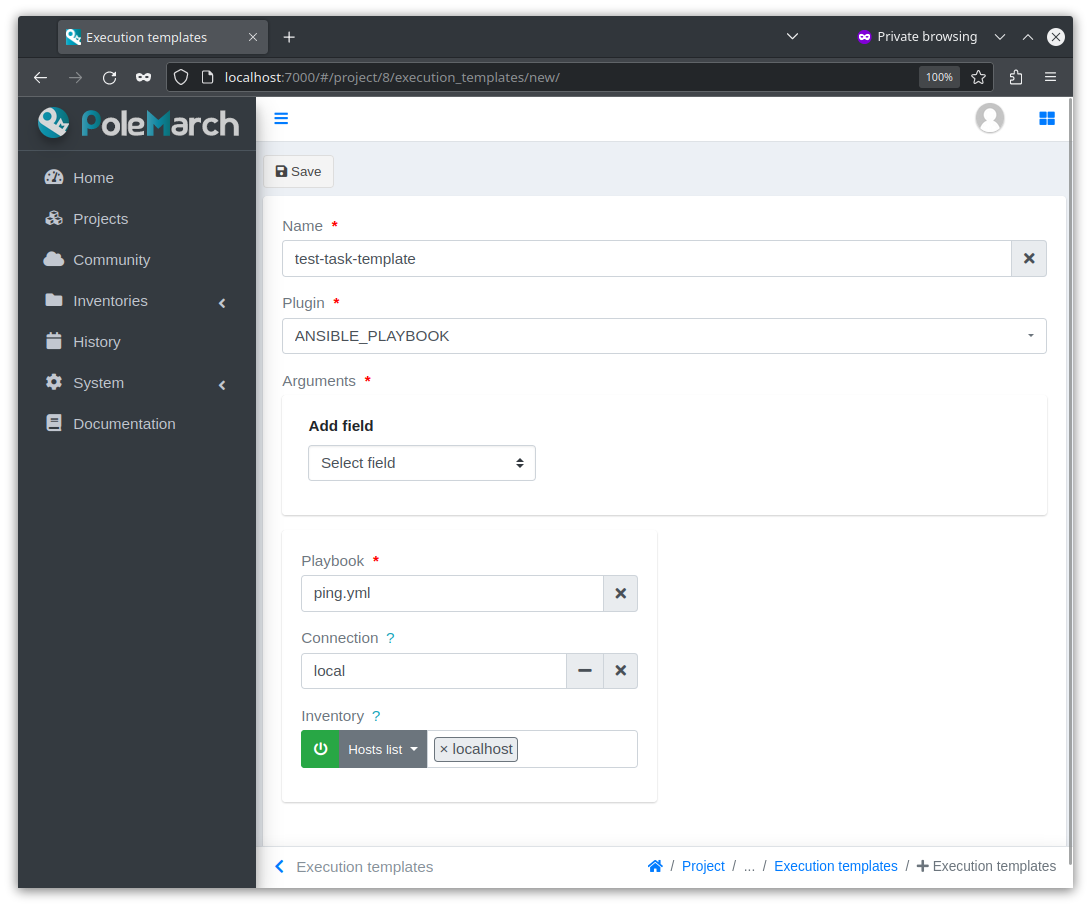 Execution templates
Private browsing
localhost:7000/#/project/8/execution_templates/new/
100%
PoleMarch
Home
Projects
Community
Inventories
History
System
Documentation
Save
Name *
test-task-template
Plugin *
ANSIBLE_PLAYBOOK
Arguments *
Add field
Select field
Playbook *
ping.yml
Connection ?
local
Inventory ?
Hosts list × localhost
Execution templates
/ Project / ... / Execution templates / Execution templates